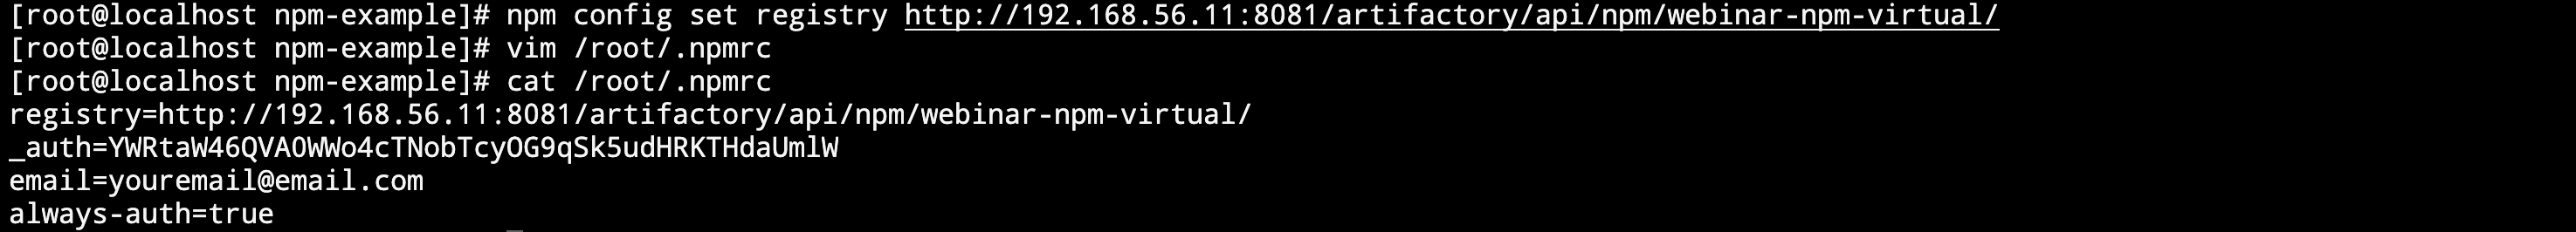 [root@localhost npm-example]# npm config set registry http://192.168.56.11:8081/artifactory/api/npm/webinar-npm-virtual/
[root@localhost npm-example]# vim /root/.npmrc
[root@localhost npm-example]# cat /root/.npmrc
registry=http://192.168.56.11:8081/artifactory/api/npm/webinar-npm-virtual/
_auth=YWRtaW46QVA0WWo4cTNobTcyOG9qSk5udHRKTHdaUmlW
email=youremail@email.com
always-auth=true